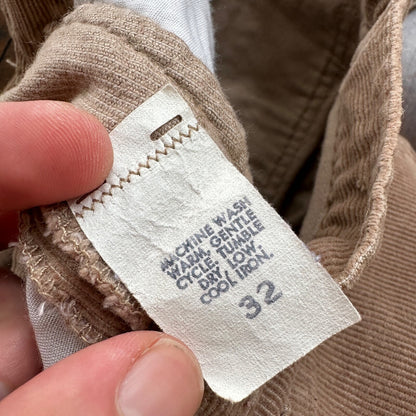 MACHINE WASH
WARM, GENTLE
CYCLE, TUMBLE
DRY LOW,
COOL IRON.
32